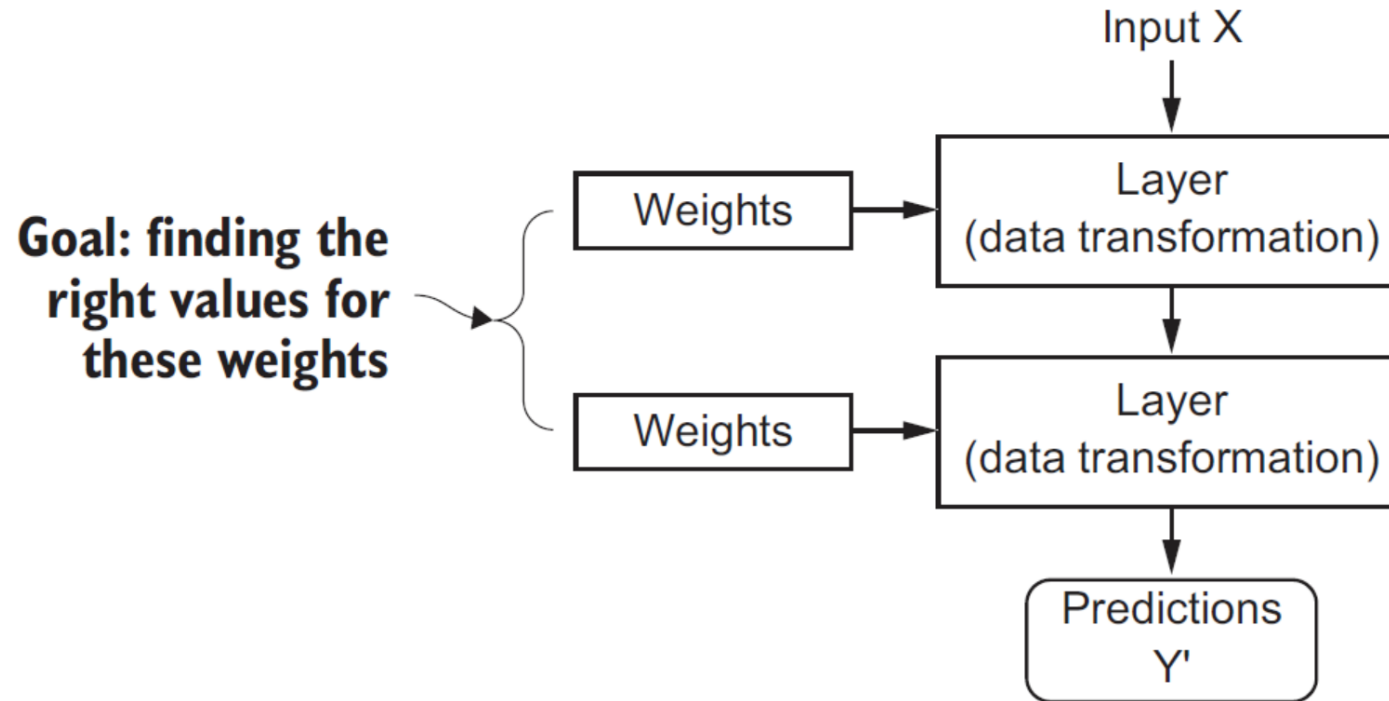 Input X
Weights
Layer
(data transformation)
Goal: finding the
right values for
these weights
Weights
Layer
(data transformation)
Predictions
Y'